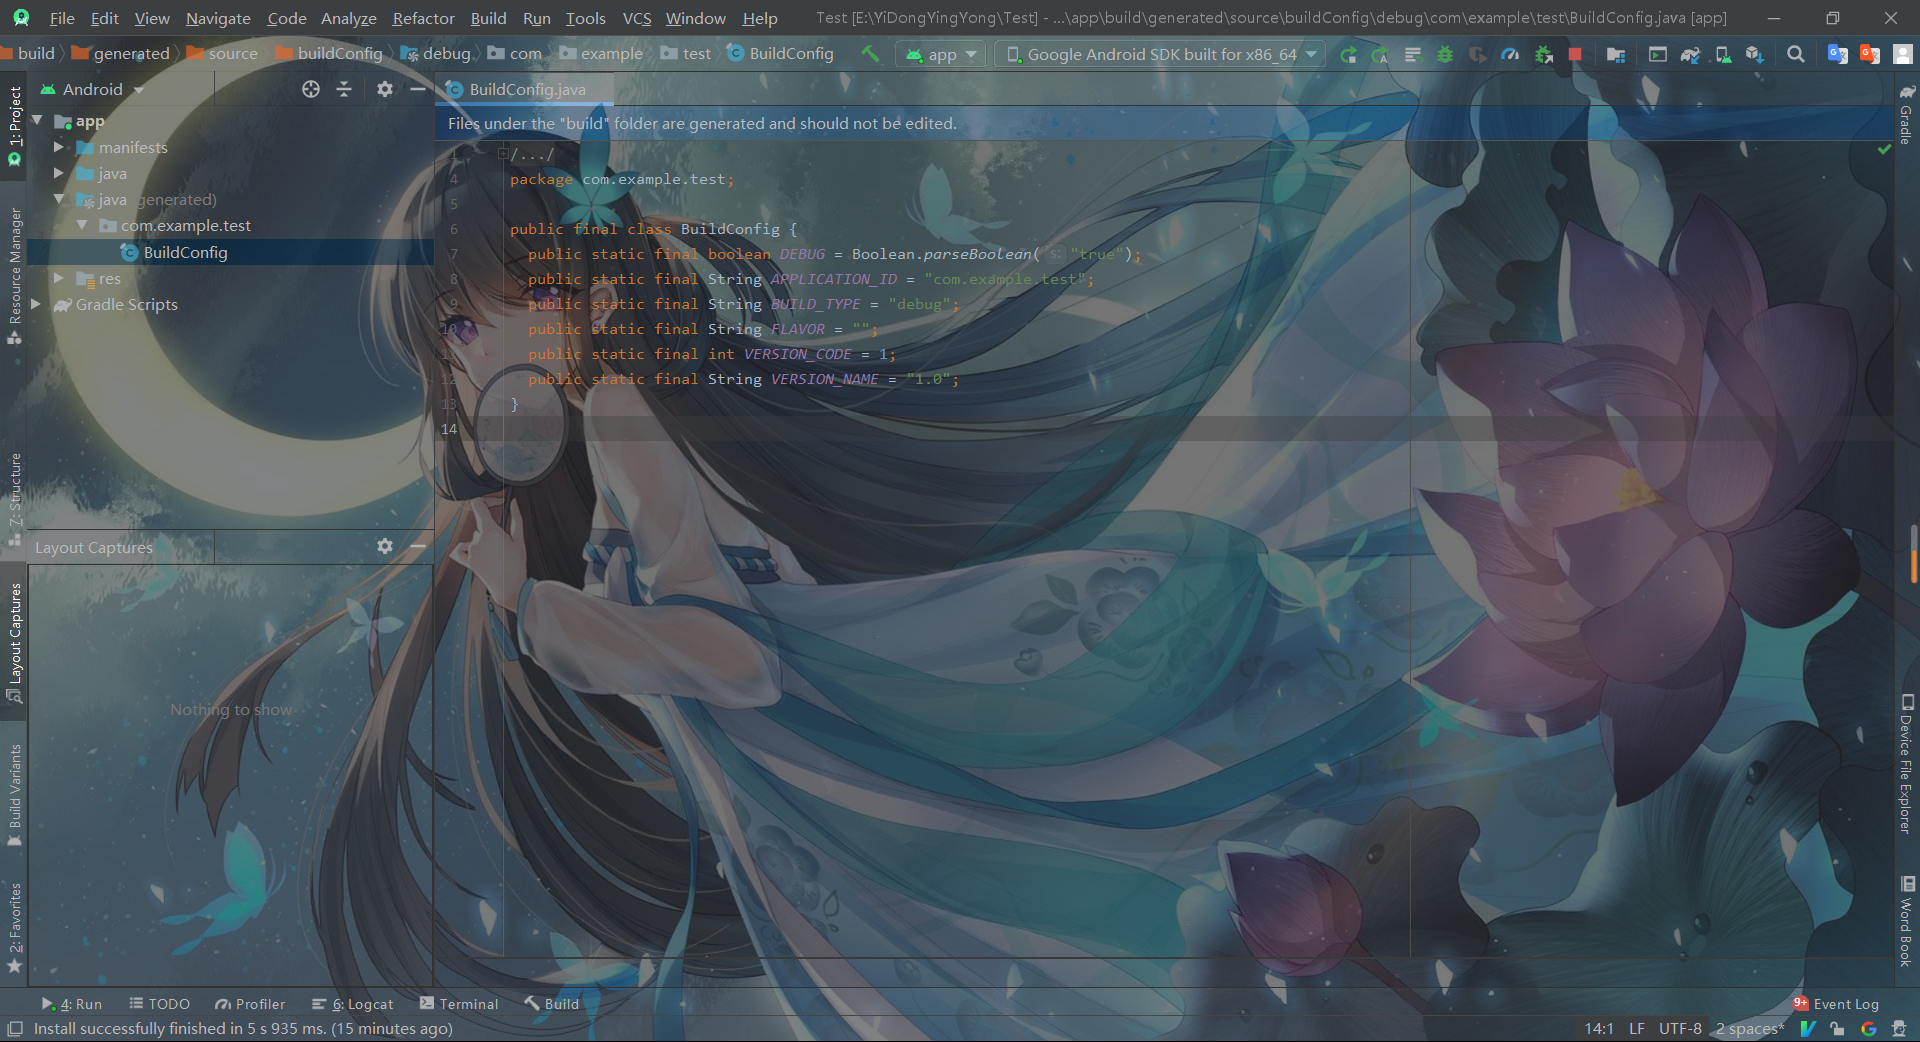 File Edit View Navigate Code Analyze Refactor Build Run Tools VCS Window Help Test [E:\YiDongYingYong\Test] - ...\app\build\generated\source\buildConfig\debug\com\example\test\BuildConfig.java [app]
build generated source buildConfig debug com example test BuildConfig app Google Android SDK built for x86_64
1: Project
Resource Manager
7: Structure
Layout Captures
Build Variants
2: Favorites
Android
app
manifests
java
java (generated)
com.example.test
BuildConfig
res
Gradle Scripts
Layout Captures
Nothing to show
BuildConfig.java
Files under the "build" folder are generated and should not be edited.
1 /.../
4 package com.example.test;
5
6 public final class BuildConfig {
7 public static final boolean DEBUG = Boolean.parseBoolean( s: "true");
8 public static final String APPLICATION_ID = "com.example.test";
9 public static final String BUILD_TYPE = "debug";
10 public static final String FLAVOR = "";
11 public static final int VERSION_CODE = 1;
12 public static final String VERSION_NAME = "1.0";
13 }
14
Gradle
Device File Explorer
Word Book
4: Run TODO Profiler 6: Logcat Terminal Build 9+ Event Log
Install successfully finished in 5 s 935 ms. (15 minutes ago) 14:1 LF UTF-8 2 spaces*